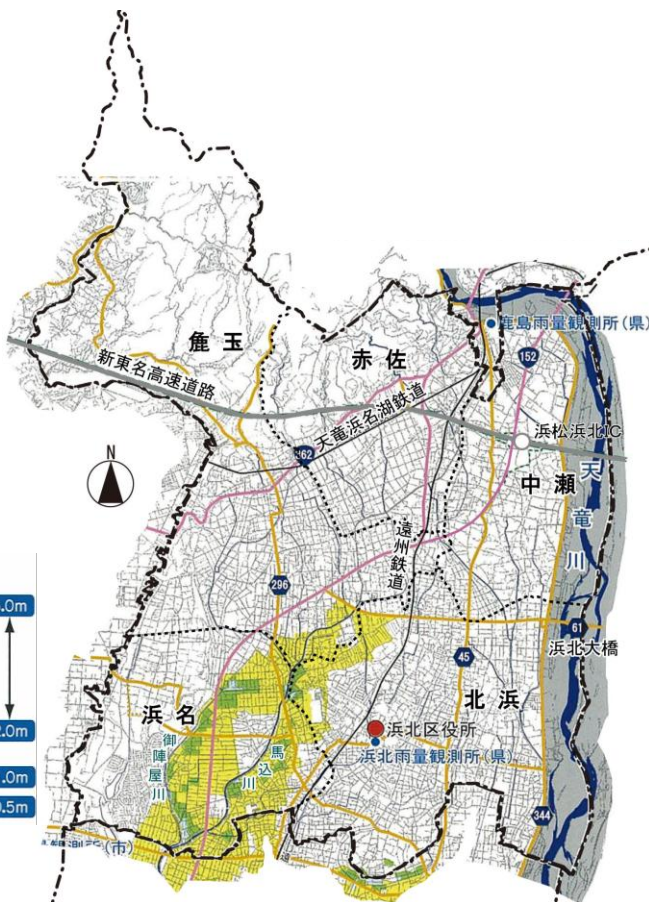 鹿島雨量観測所(県)
152
麁玉
赤佐
新東名高速道路
天竜浜名湖鉄道
浜松浜北IC
N
中瀬
天竜川
遠州鉄道
296
.0m
61
浜北大橋
45
浜名
北浜
2.0m
浜北区役所
御陣屋川
馬込川
浜北雨量観測所(県)
.0m
0.5m
344
(市)